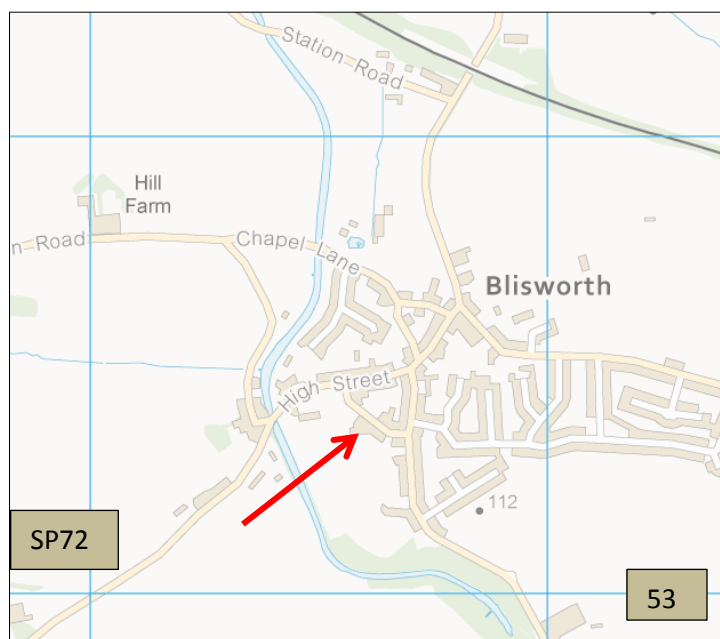 Station Road
Hill
Farm
n Road
Chapel Lane
Blisworth
High Street
112
SP72
53